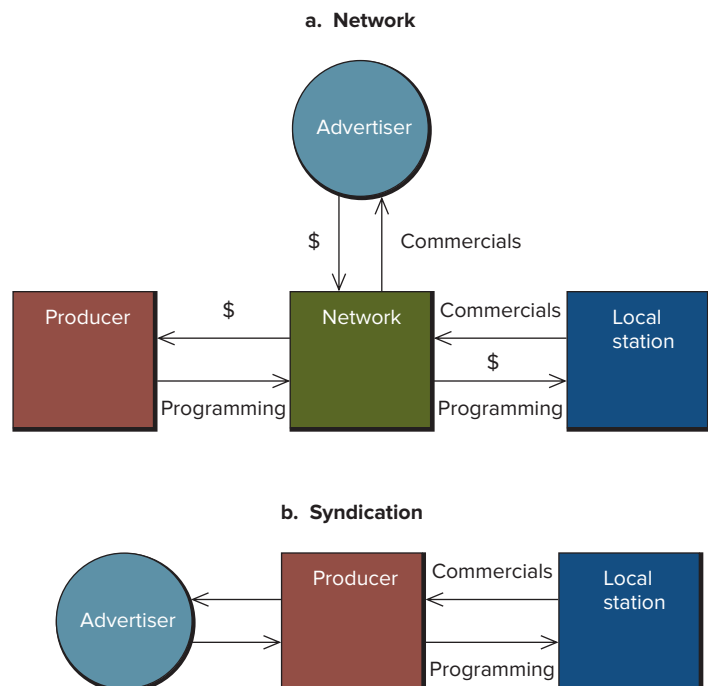 a. Network
Advertiser
$
Commercials
Producer
$
Network
Commercials
Local
station
$
Programming
Programming
b. Syndication
Advertiser
Producer
Commercials
Local
station
Programming